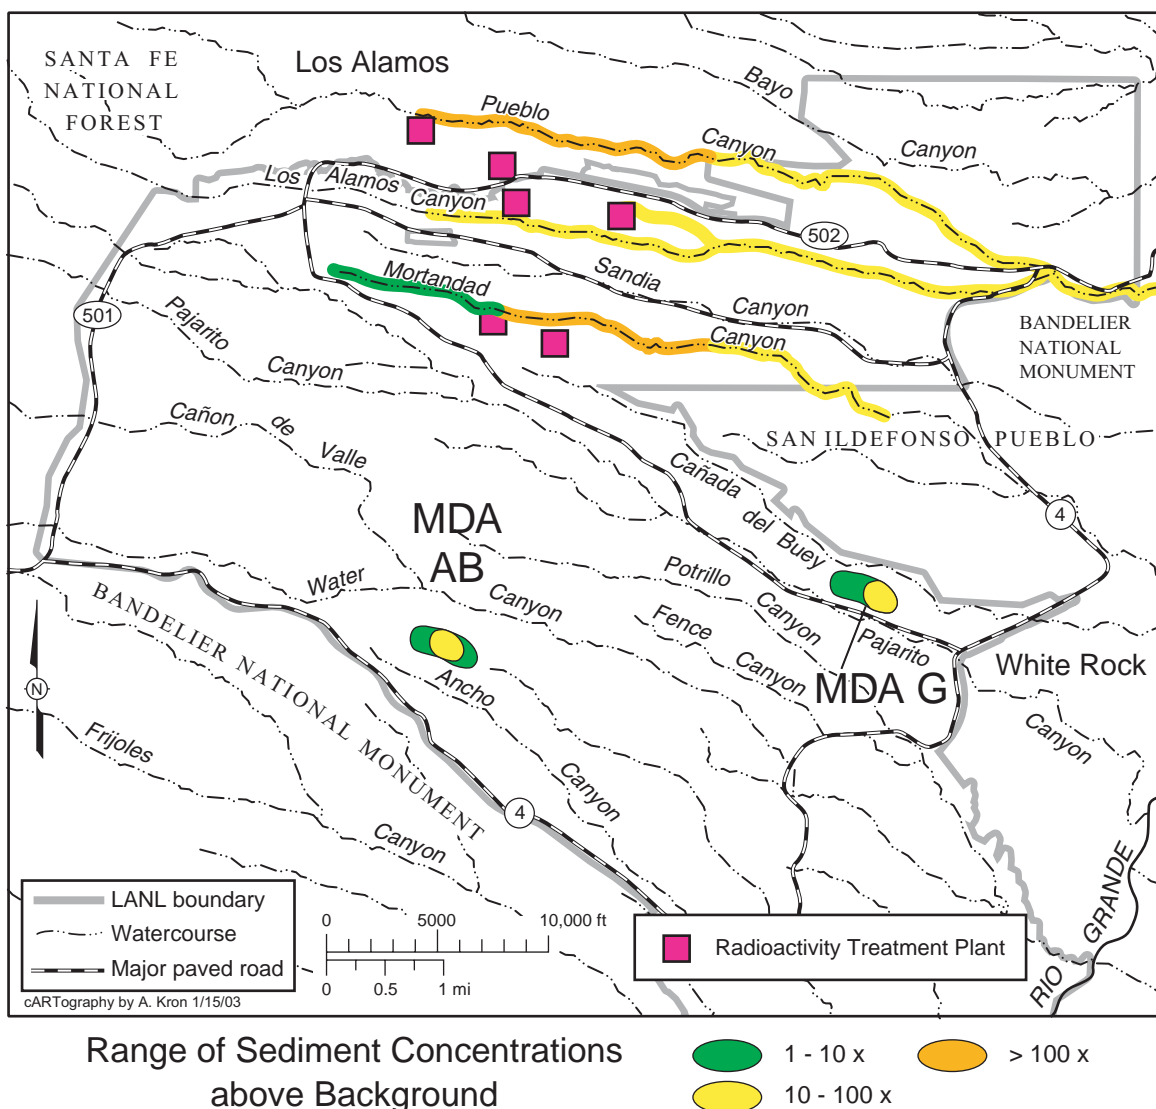 SANTA FE
NATIONAL
FOREST
Los Alamos
Bayo
Canyon
Pueblo
Canyon
Los Alamos
Canyon
502
Sandia
Canyon
Mortandad
Canyon
501
Pajarito
Canyon
BANDELIER
NATIONAL
MONUMENT
Cañon de Valle
SAN ILDEFONSO PUEBLO
Cañada del Buey
4
MDA
AB
Water
Canyon
Potrillo
Canyon
Fence
Canyon
Pajarito
White Rock
MDA G
Canyon
BANDELIER NATIONAL MONUMENT
Ancho
Canyon
N
Frijoles
Canyon
4
RIO GRANDE
LANL boundary
Watercourse
Major paved road
cARTography by A. Kron 1/15/03
0 5000 10,000 ft
0 0.5 1 mi
Radioactivity Treatment Plant
Range of Sediment Concentrations
above Background
1 - 10 x
> 100 x
10 - 100 x